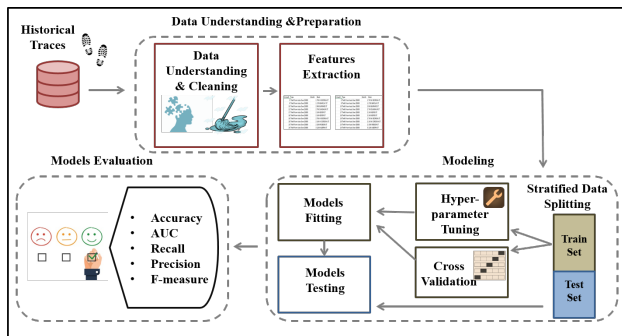 Data Understanding &Preparation
Historical
Traces
Data
Understanding
& Cleaning
Features
Extraction
Models Evaluation
Modeling
Accuracy
AUC
Recall
Precision
F-measure
Models
Fitting
Models
Testing
Hyper-
parameter
Tuning
Cross
Validation
Stratified Data
Splitting
Train
Set
Test
Set